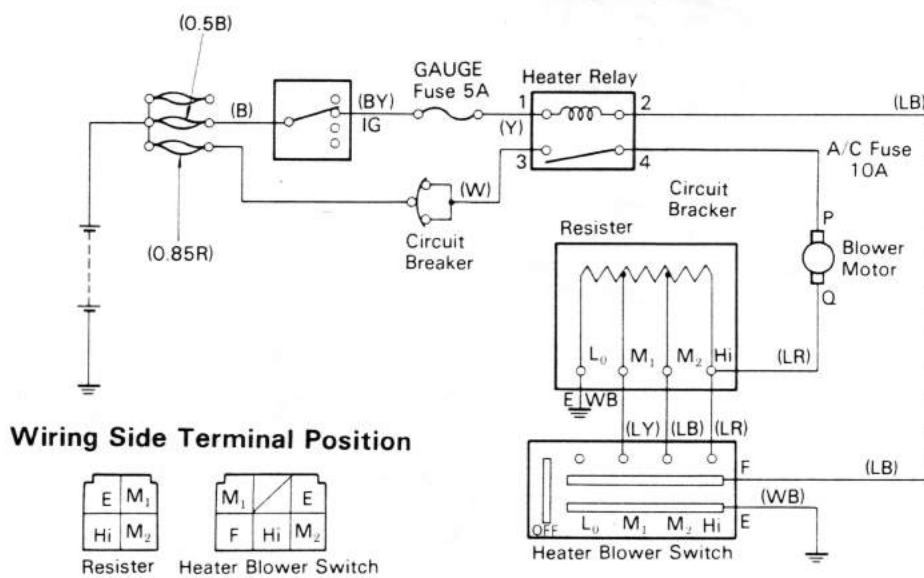 (0.5B)
GAUGE
Fuse 5A
Heater Relay
(B)
(BY)
IG
1
2
(LB)
(Y)
3
4
A/C Fuse
10A
(W)
Circuit
Breaker
(0.85R)
Circuit
Bracker
P
Resister
Blower
Motor
Q
L₀
M₁
M₂
Hi
(LR)
E
WB
(LY)
(LB)
(LR)
F
(LB)
(WB)
OFF
L₀
M₁
M₂
Hi
E
Heater Blower Switch
Wiring Side Terminal Position
E M₁
Hi M₂
Resister
M₁ E
F Hi M₂
Heater Blower Switch